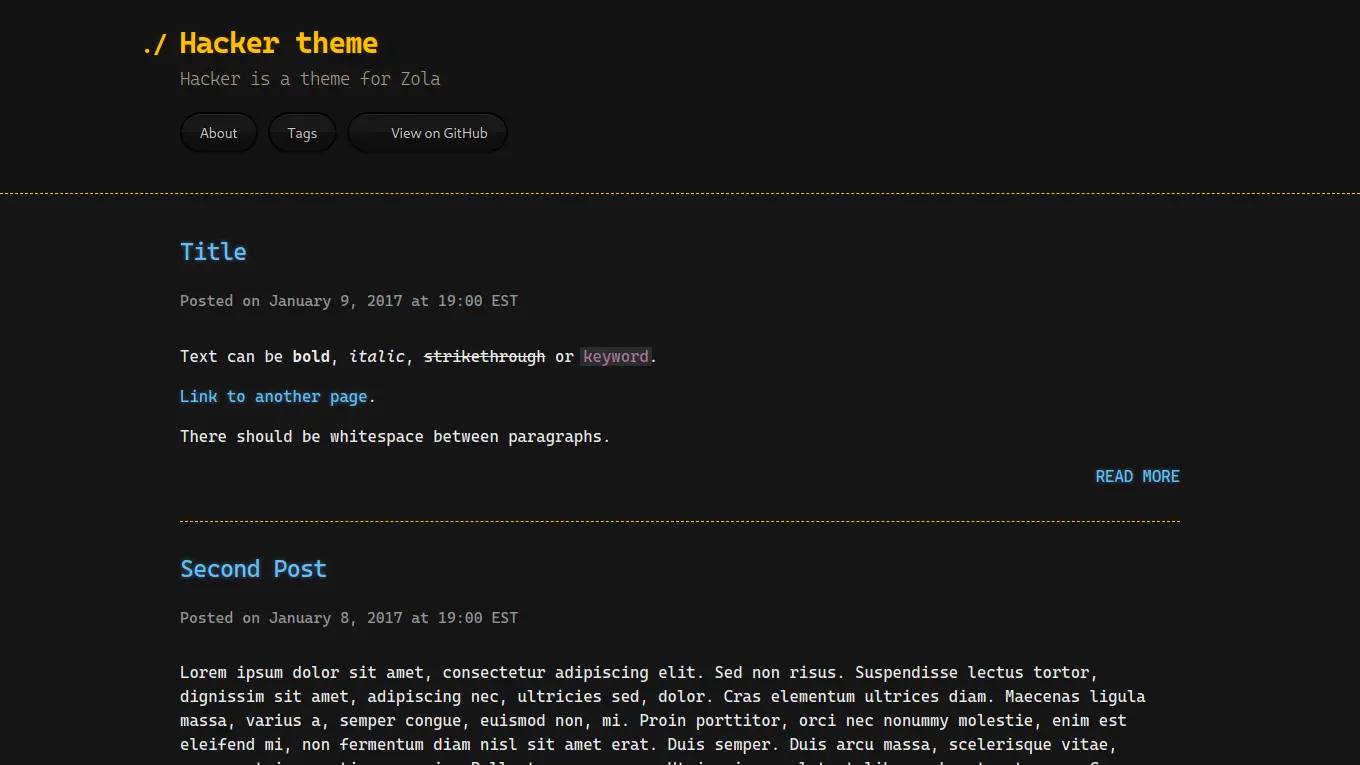 ./ Hacker theme
Hacker is a theme for Zola
About Tags View on GitHub
Title
Posted on January 9, 2017 at 19:00 EST
Text can be bold, italic, strikethrough or keyword.
Link to another page.
There should be whitespace between paragraphs.
READ MORE
Second Post
Posted on January 8, 2017 at 19:00 EST
Lorem ipsum dolor sit amet, consectetur adipiscing elit. Sed non risus. Suspendisse lectus tortor,
dignissim sit amet, adipiscing nec, ultricies sed, dolor. Cras elementum ultrices diam. Maecenas ligula
massa, varius a, semper congue, euismod non, mi. Proin porttitor, orci nec nonummy molestie, enim est
eleifend mi, non fermentum diam nisl sit amet erat. Duis semper. Duis arcu massa, scelerisque vitae,